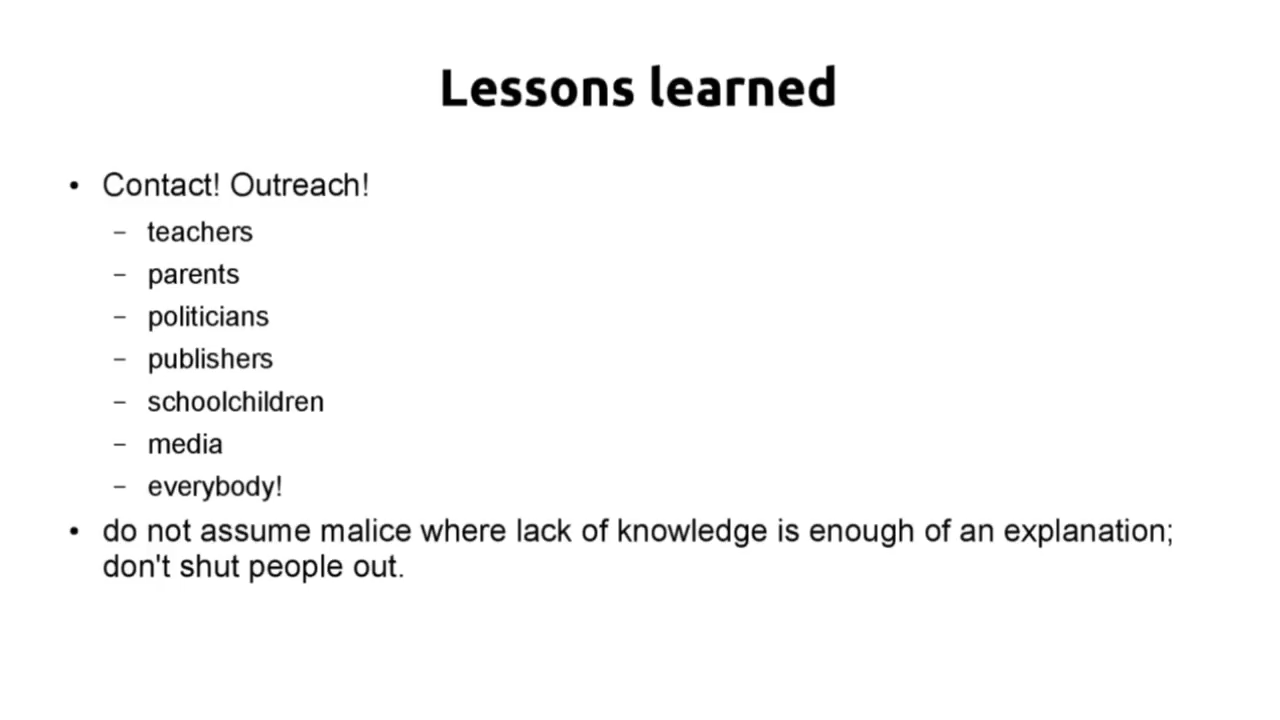 Lessons learned
• Contact! Outreach!
– teachers
– parents
– politicians
– publishers
– schoolchildren
– media
– everybody!
• do not assume malice where lack of knowledge is enough of an explanation;
don't shut people out.